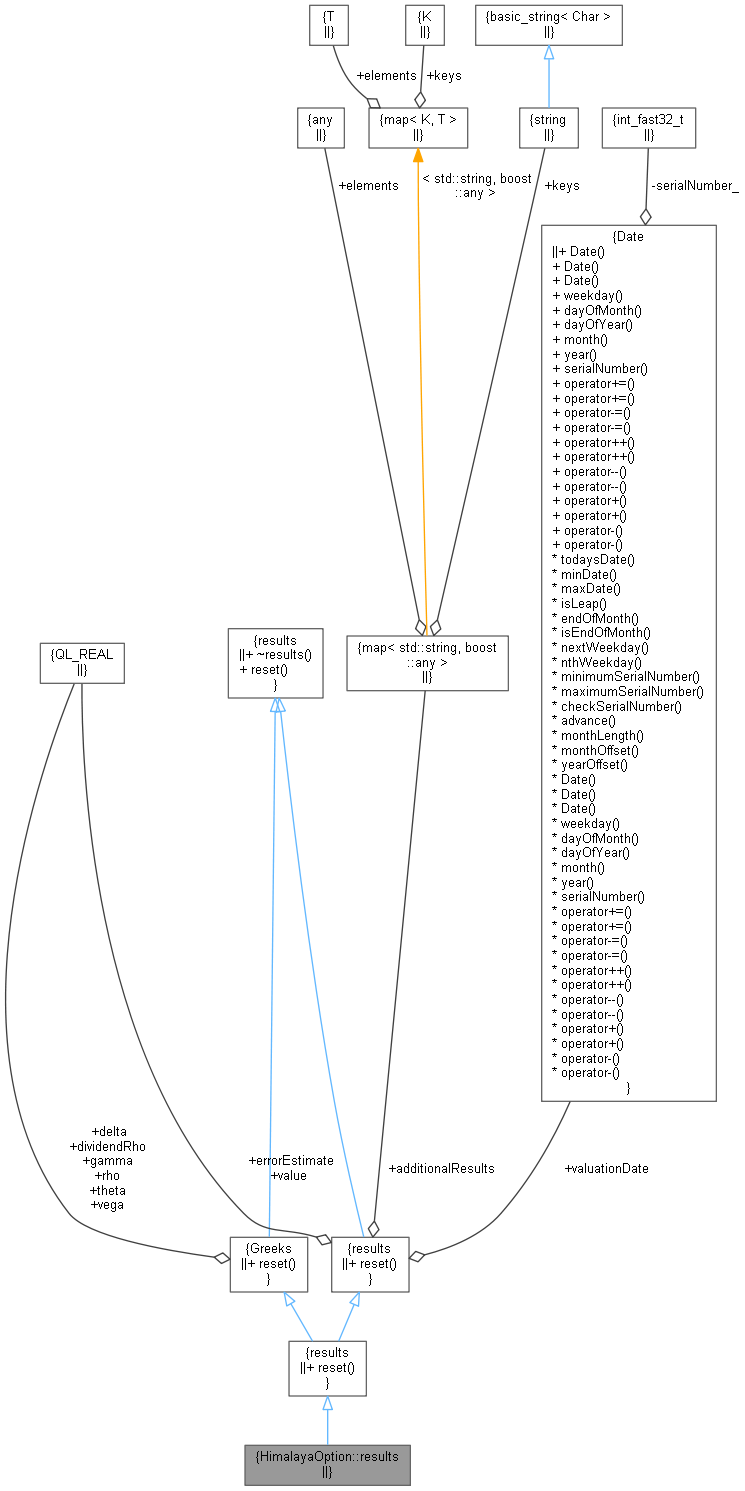 {T
||}
{K
||}
{basic_string< Char >
||}
+elements
+keys
{any
||}
{map< K, T >
||}
{string
||}
{int_fast32_t
||}
+elements
< std::string, boost
::any >
+keys
-serialNumber_
{Date
||+ Date()
+ Date()
+ Date()
+ weekday()
+ dayOfMonth()
+ dayOfYear()
+ month()
+ year()
+ serialNumber()
+ operator+=()
+ operator+=()
+ operator-=()
+ operator-=()
+ operator++()
+ operator++()
+ operator--()
+ operator--()
+ operator+()
+ operator+()
+ operator-()
+ operator-()
* todaysDate()
* minDate()
* maxDate()
* isLeap()
* endOfMonth()
* isEndOfMonth()
* nextWeekday()
* nthWeekday()
* minimumSerialNumber()
* maximumSerialNumber()
* checkSerialNumber()
* advance()
* monthLength()
* monthOffset()
* yearOffset()
* Date()
* Date()
* Date()
* weekday()
* dayOfMonth()
* dayOfYear()
* month()
* year()
* serialNumber()
* operator+=()
* operator+=()
* operator-=()
* operator-=()
* operator++()
* operator++()
* operator--()
* operator--()
* operator+()
* operator+()
* operator-()
* operator-()
}
{QL_REAL
||}
{results
||+ ~results()
+ reset()
}
{map< std::string, boost
::any >
||}
+delta
+dividendRho
+gamma
+rho
+theta
+vega
+errorEstimate
+value
+additionalResults
+valuationDate
{Greeks
||+ reset()
}
{results
||+ reset()
}
{results
||+ reset()
}
{HimalayaOption::results
||}